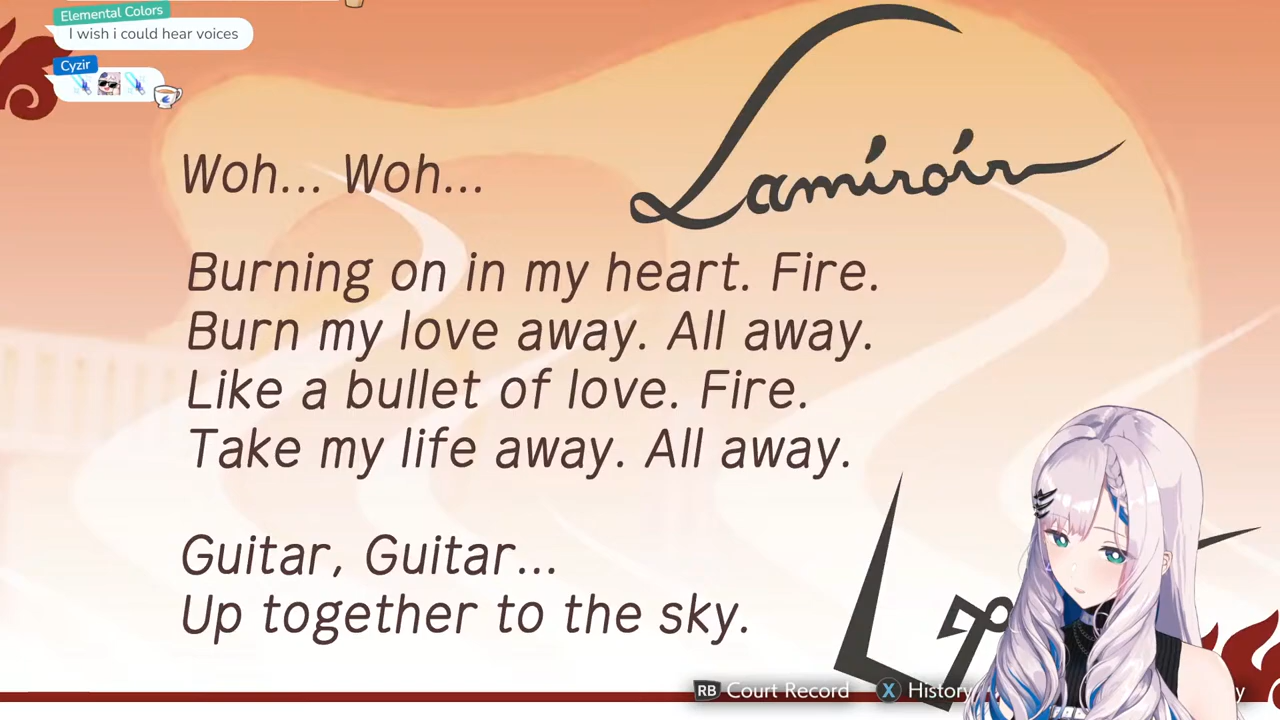 Elemental Colors
I wish i could hear voices
Cyzir
Lamiroir
Woh... Woh...
Burning on in my heart. Fire.
Burn my love away. All away.
Like a bullet of love. Fire.
Take my life away. All away.
Guitar, Guitar...
Up together to the sky.
RB Court Record X History